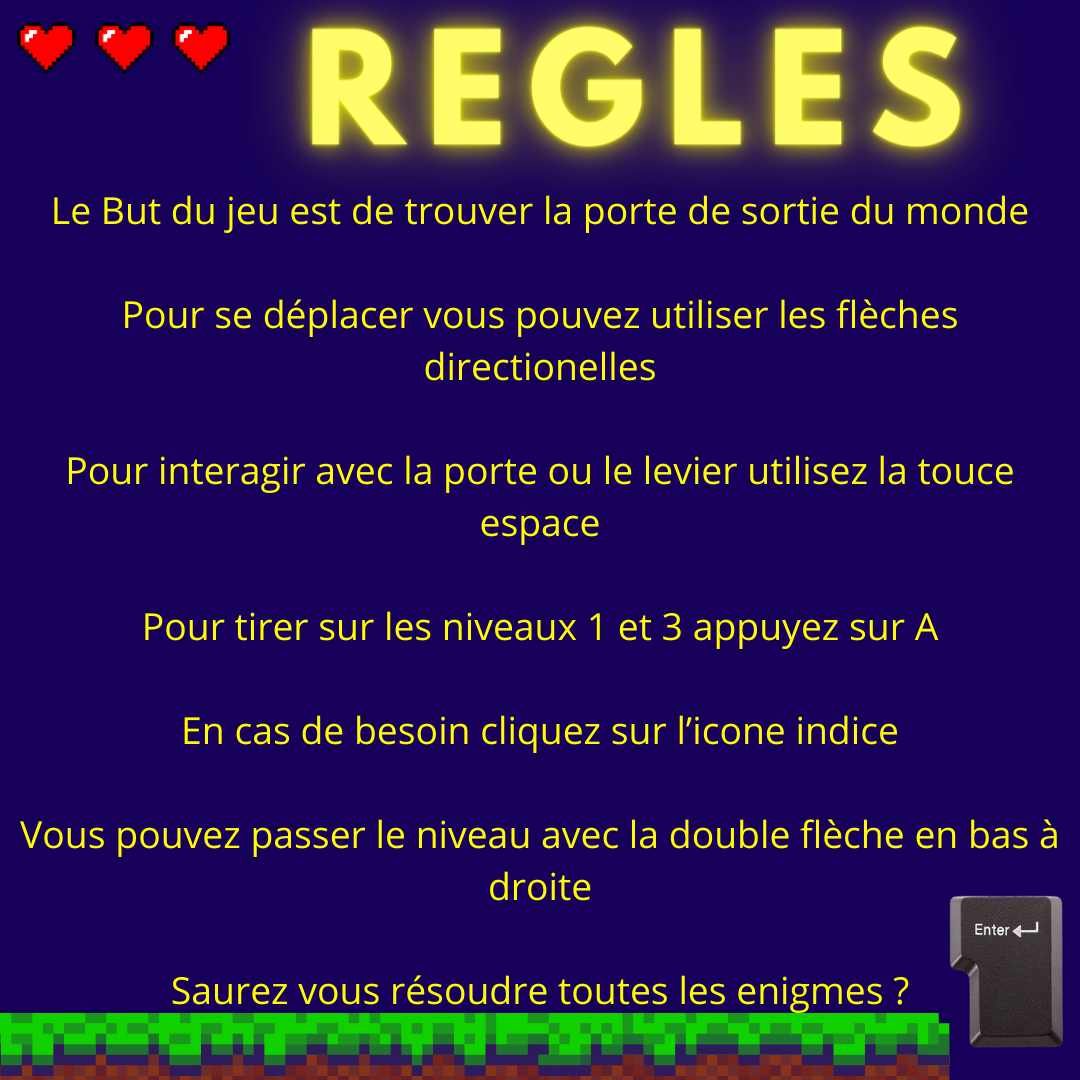 REGLES
Le But du jeu est de trouver la porte de sortie du monde
Pour se déplacer vous pouvez utiliser les flèches
directionelles
Pour interagir avec la porte ou le levier utilisez la touce
espace
Pour tirer sur les niveaux 1 et 3 appuyez sur A
En cas de besoin cliquez sur l’icone indice
Vous pouvez passer le niveau avec la double flèche en bas à
droite
Enter
Saurez vous résoudre toutes les enigmes ?